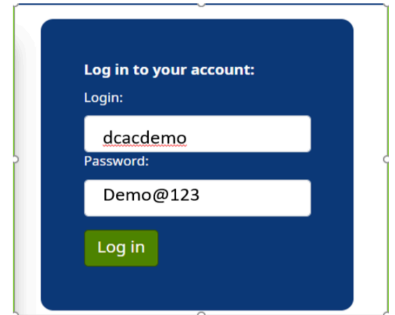 Log in to your account:
Login:
dcacdemo
Password:
Demo@123
Log in